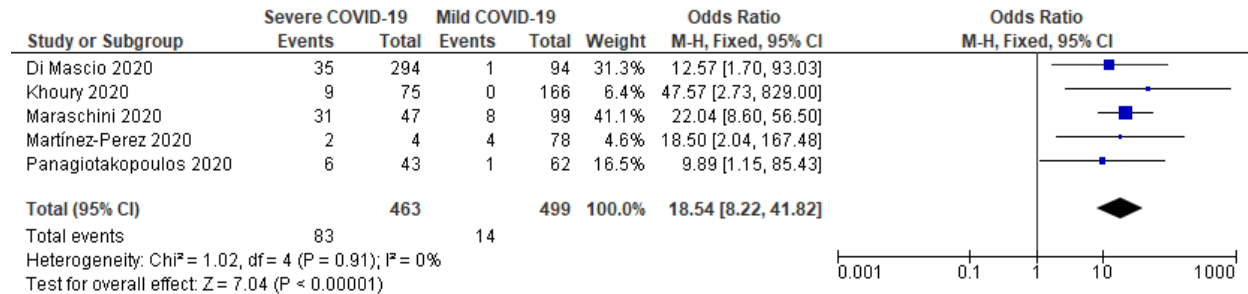 Severe COVID-19 Mild COVID-19 Odds Ratio Odds Ratio
Study or Subgroup Events Total Events Total Weight M-H, Fixed, 95% CI M-H, Fixed, 95% CI
Di Mascio 2020 35 294 1 94 31.3% 12.57 [1.70, 93.03]
Khoury 2020 9 75 0 166 6.4% 47.57 [2.73, 829.00]
Maraschini 2020 31 47 8 99 41.1% 22.04 [8.60, 56.50]
Martínez-Perez 2020 2 4 4 78 4.6% 18.50 [2.04, 167.48]
Panagiotakopoulos 2020 6 43 1 62 16.5% 9.89 [1.15, 85.43]
Total (95% CI) 463 499 100.0% 18.54 [8.22, 41.82]
Total events 83 14
Heterogeneity: Chi² = 1.02, df = 4 (P = 0.91); I² = 0%
Test for overall effect: Z = 7.04 (P < 0.00001)
0.001 0.1 1 10 1000